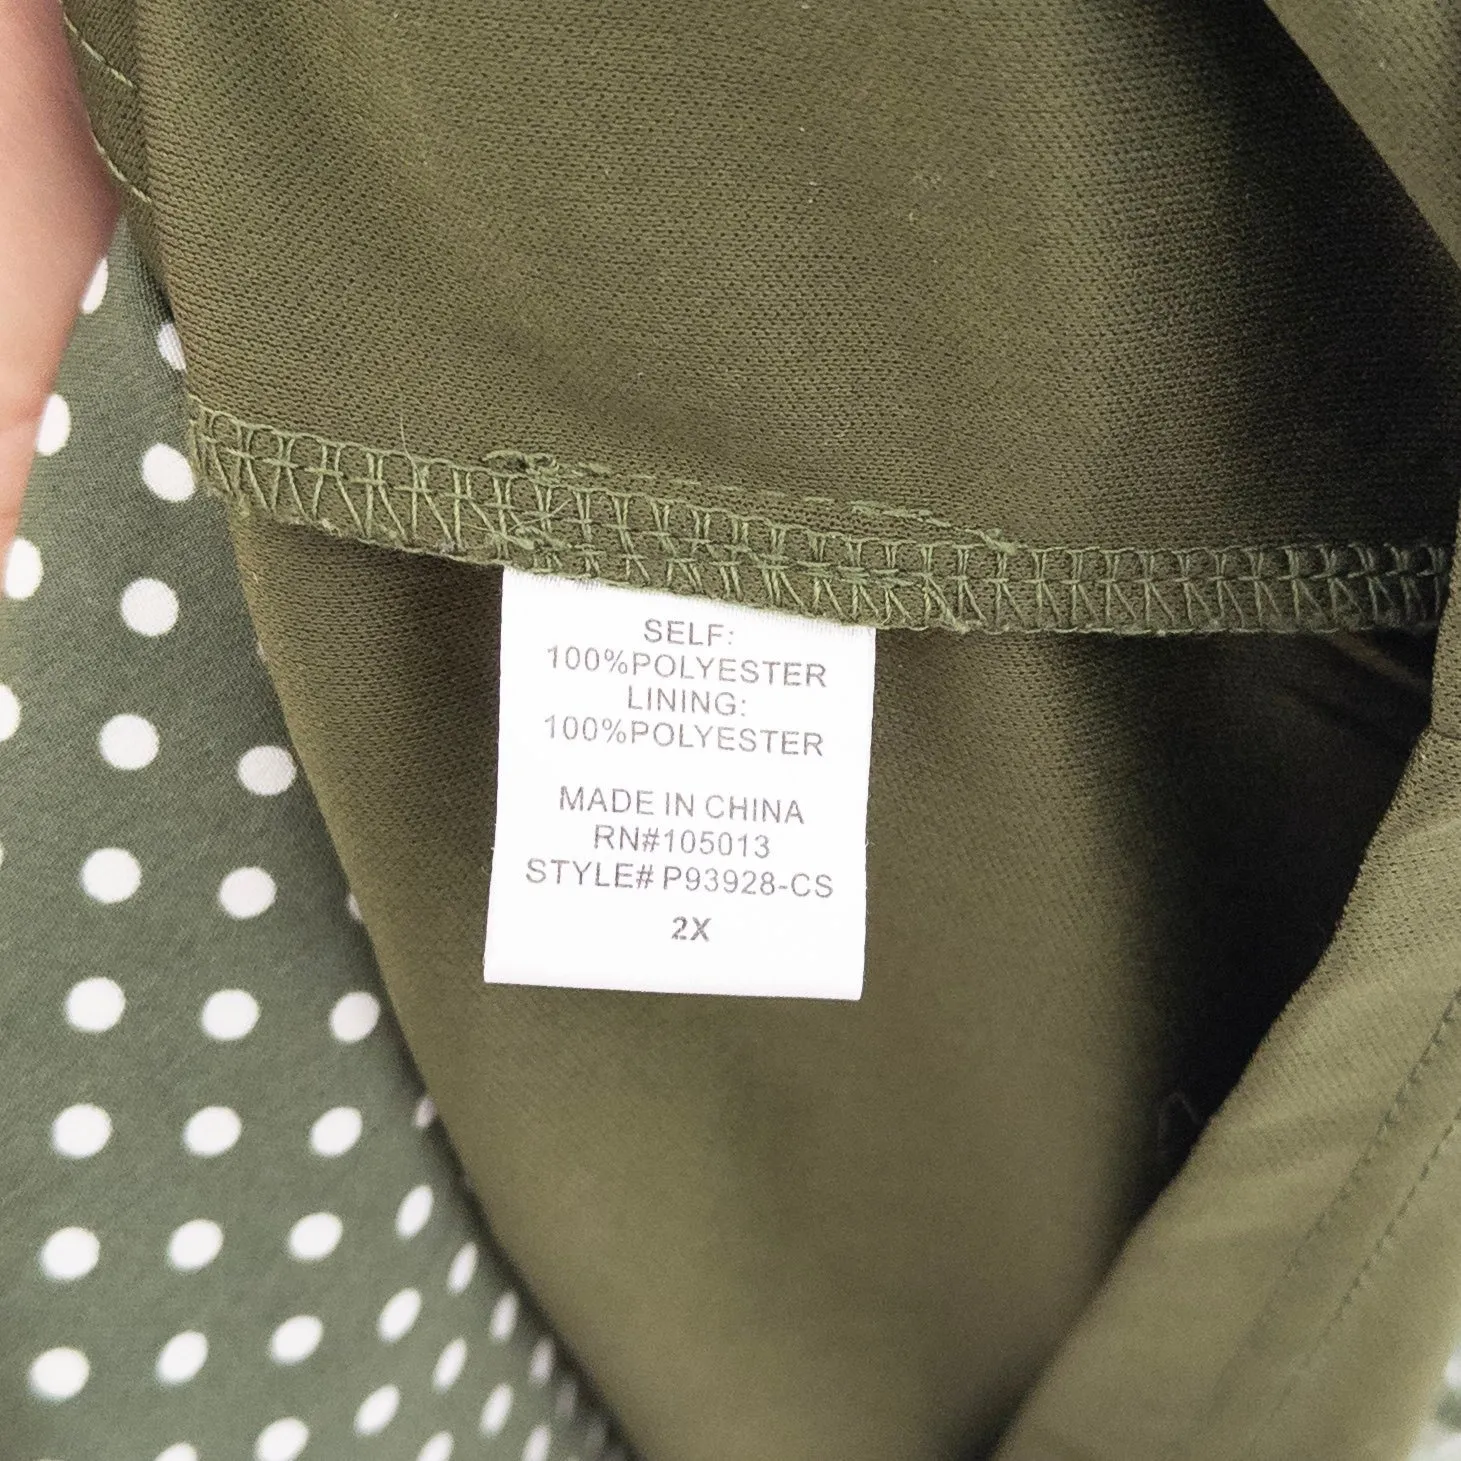 SELF:
100%POLYESTER
LINING:
100%POLYESTER
MADE IN CHINA
RN#105013
STYLE# P93928-CS
2X